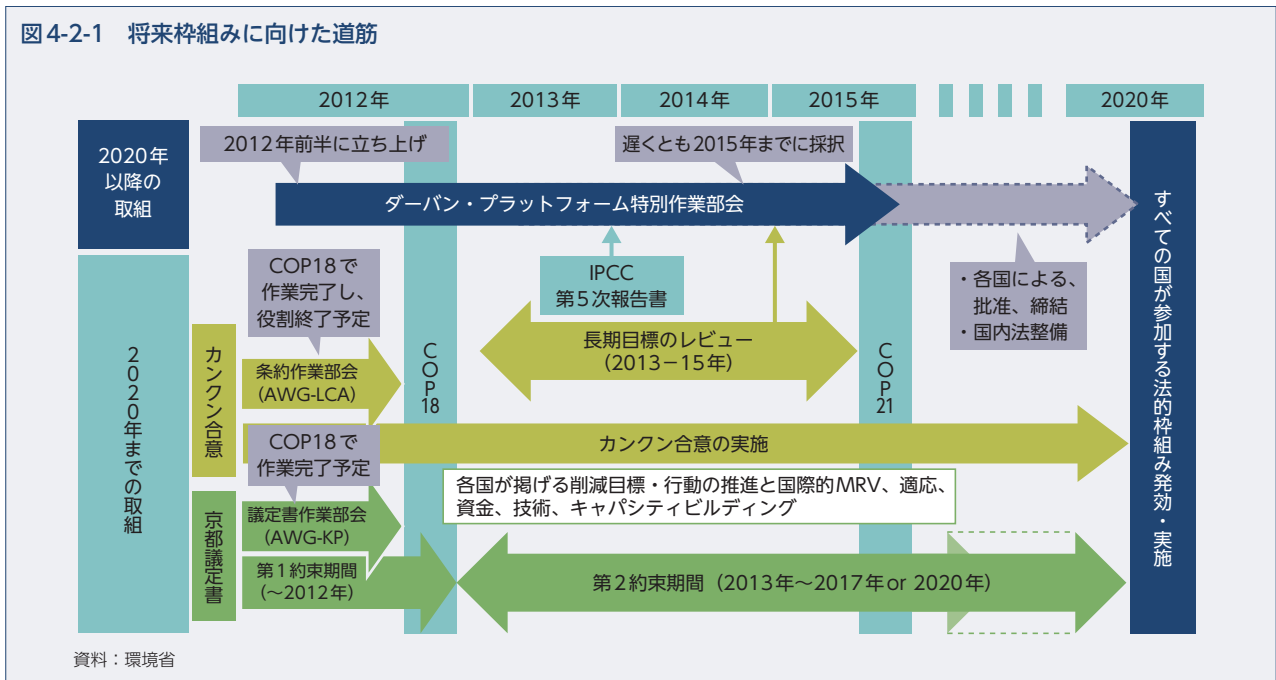 図4-2-1　将来枠組みに向けた道筋
2012年
2013年
2014年
2015年
2020年
2020年
以降の
取組
2012年前半に立ち上げ
遅くとも2015年までに採択
ダーバン・プラットフォーム特別作業部会
IPCC
第5次報告書
・各国による、
批准、締結
・国内法整備
すべての国が参加する法的枠組み発効・実施
2020年までの取組
カンクン合意
COP18で
作業完了し、
役割終了予定
条約作業部会
(AWG-LCA)
COP18
長期目標のレビュー
(2013−15年)
COP21
カンクン合意の実施
COP18で
作業完了予定
各国が掲げる削減目標・行動の推進と国際的MRV、適応、
資金、技術、キャパシティビルディング
京都議定書
議定書作業部会
(AWG-KP)
第1約束期間
(～2012年)
第2約束期間（2013年～2017年or 2020年）
資料：環境省